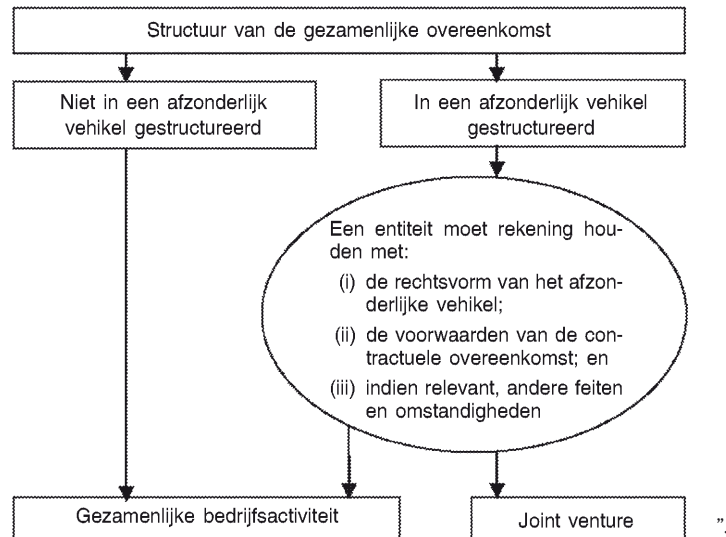 Structuur van de gezamenlijke overeenkomst
Niet in een afzonderlijk
vehikel gestructureerd
In een afzonderlijk vehikel
gestructureerd
Een entiteit moet rekening hou-
den met:
(i) de rechtsvorm van het afzon-
derlijke vehikel;
(ii) de voorwaarden van de con-
tractuele overeenkomst; en
(iii) indien relevant, andere feiten
en omstandigheden
Gezamenlijke bedrijfsactiviteit
Joint venture
”.